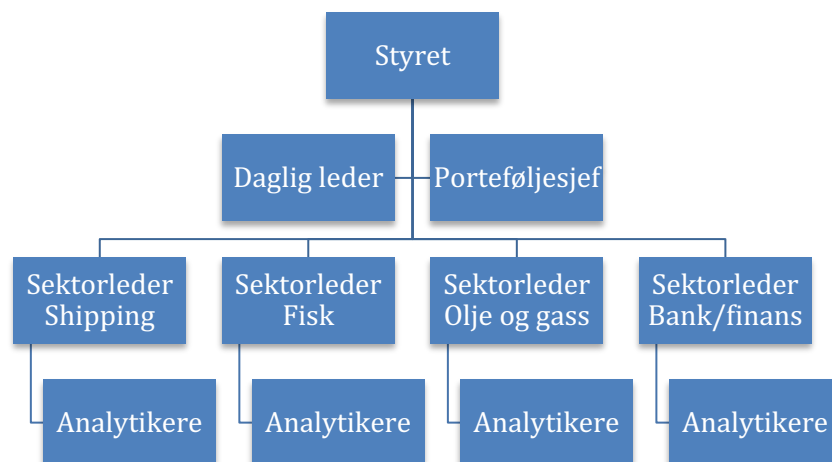 Styret
Daglig leder
Porteføljesjef
Sektorleder
Shipping
Sektorleder
Fisk
Sektorleder
Olje og gass
Sektorleder
Bank/finans
Analytikere
Analytikere
Analytikere
Analytikere